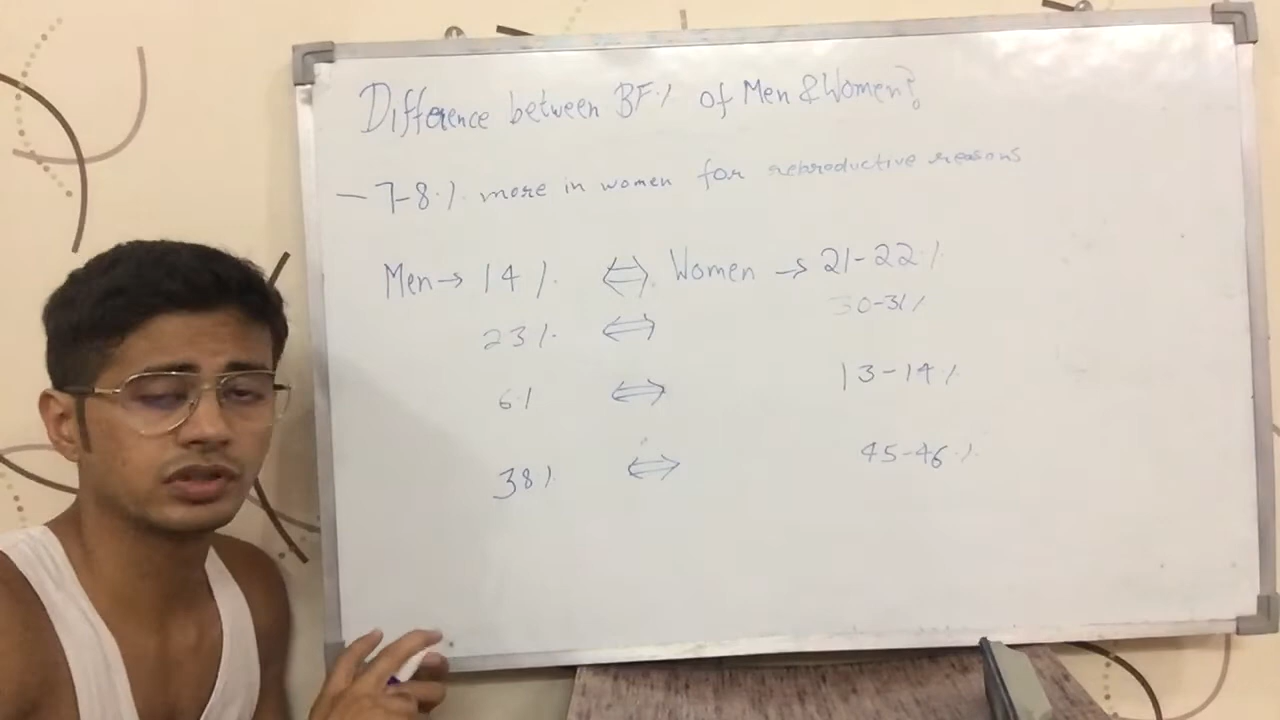 Difference between BF% of Men & Women?
- 7-8% more in women for reproductive reasons
Men → 14% ⇔ Women → 21-22%
23% ⇔ 30-31%
6% ⇔ 13-14%
38% ⇔ 45-46%